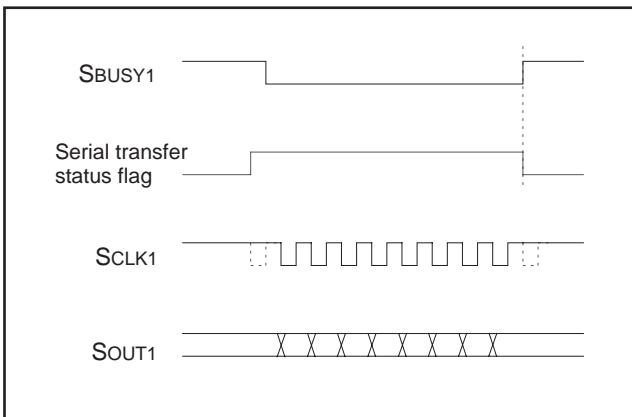 SBUSY1
Serial transfer
status flag
SCLK1
SOUT1